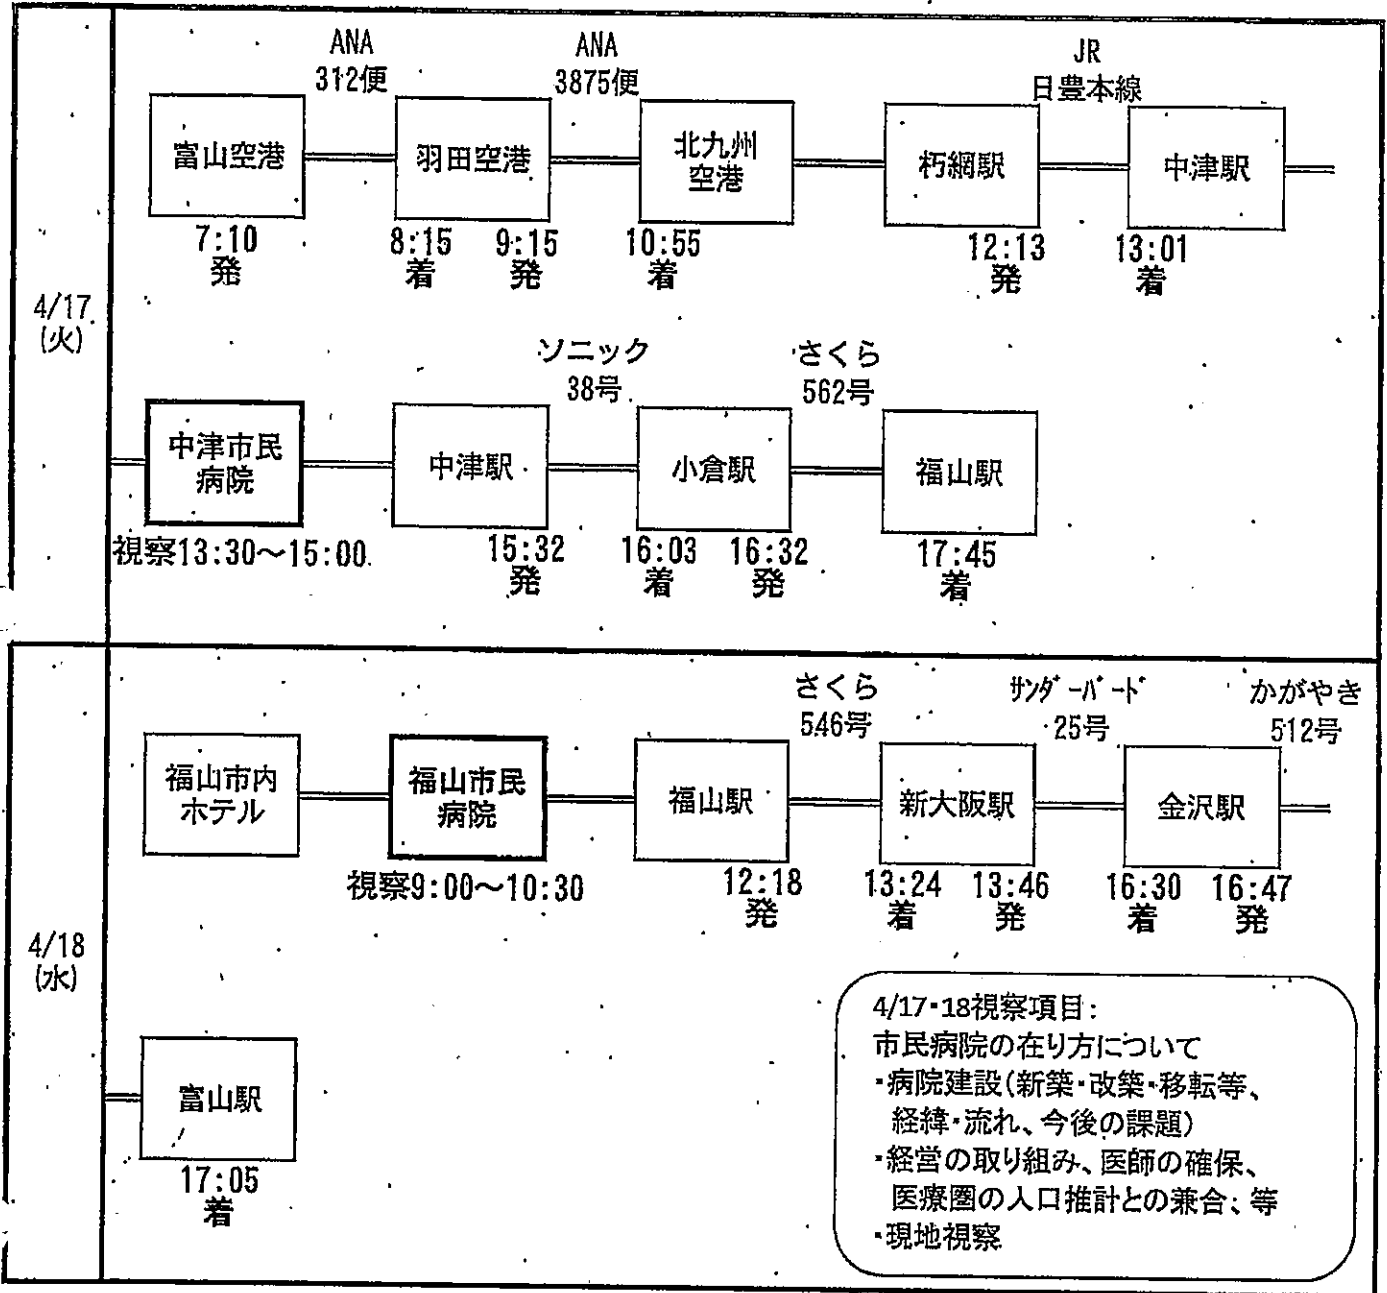 4/17
(火)
ANA
312便
ANA
3875便
JR
日豊本線
富山空港
羽田空港
北九州
空港
朽網駅
中津駅
7:10
発
8:15
着
9:15
発
10:55
着
12:13
発
13:01
着
ソニック
38号
さくら
562号
中津市民
病院
中津駅
小倉駅
福山駅
視察13:30～15:00
15:32
発
16:03
着
16:32
発
17:45
着
4/18
(水)
さくら
546号
ｻﾝﾀﾞｰﾊﾞｰﾄﾞ
25号
かがやき
512号
福山市内
ホテル
福山市民
病院
福山駅
新大阪駅
金沢駅
視察9:00～10:30
12:18
発
13:24
着
13:46
発
16:30
着
16:47
発
富山駅
17:05
着
4/17・18視察項目：
市民病院の在り方について
・病院建設(新築・改築・移転等、
経緯・流れ、今後の課題)
・経営の取り組み、医師の確保、
医療圏の人口推計との兼合、等
・現地視察